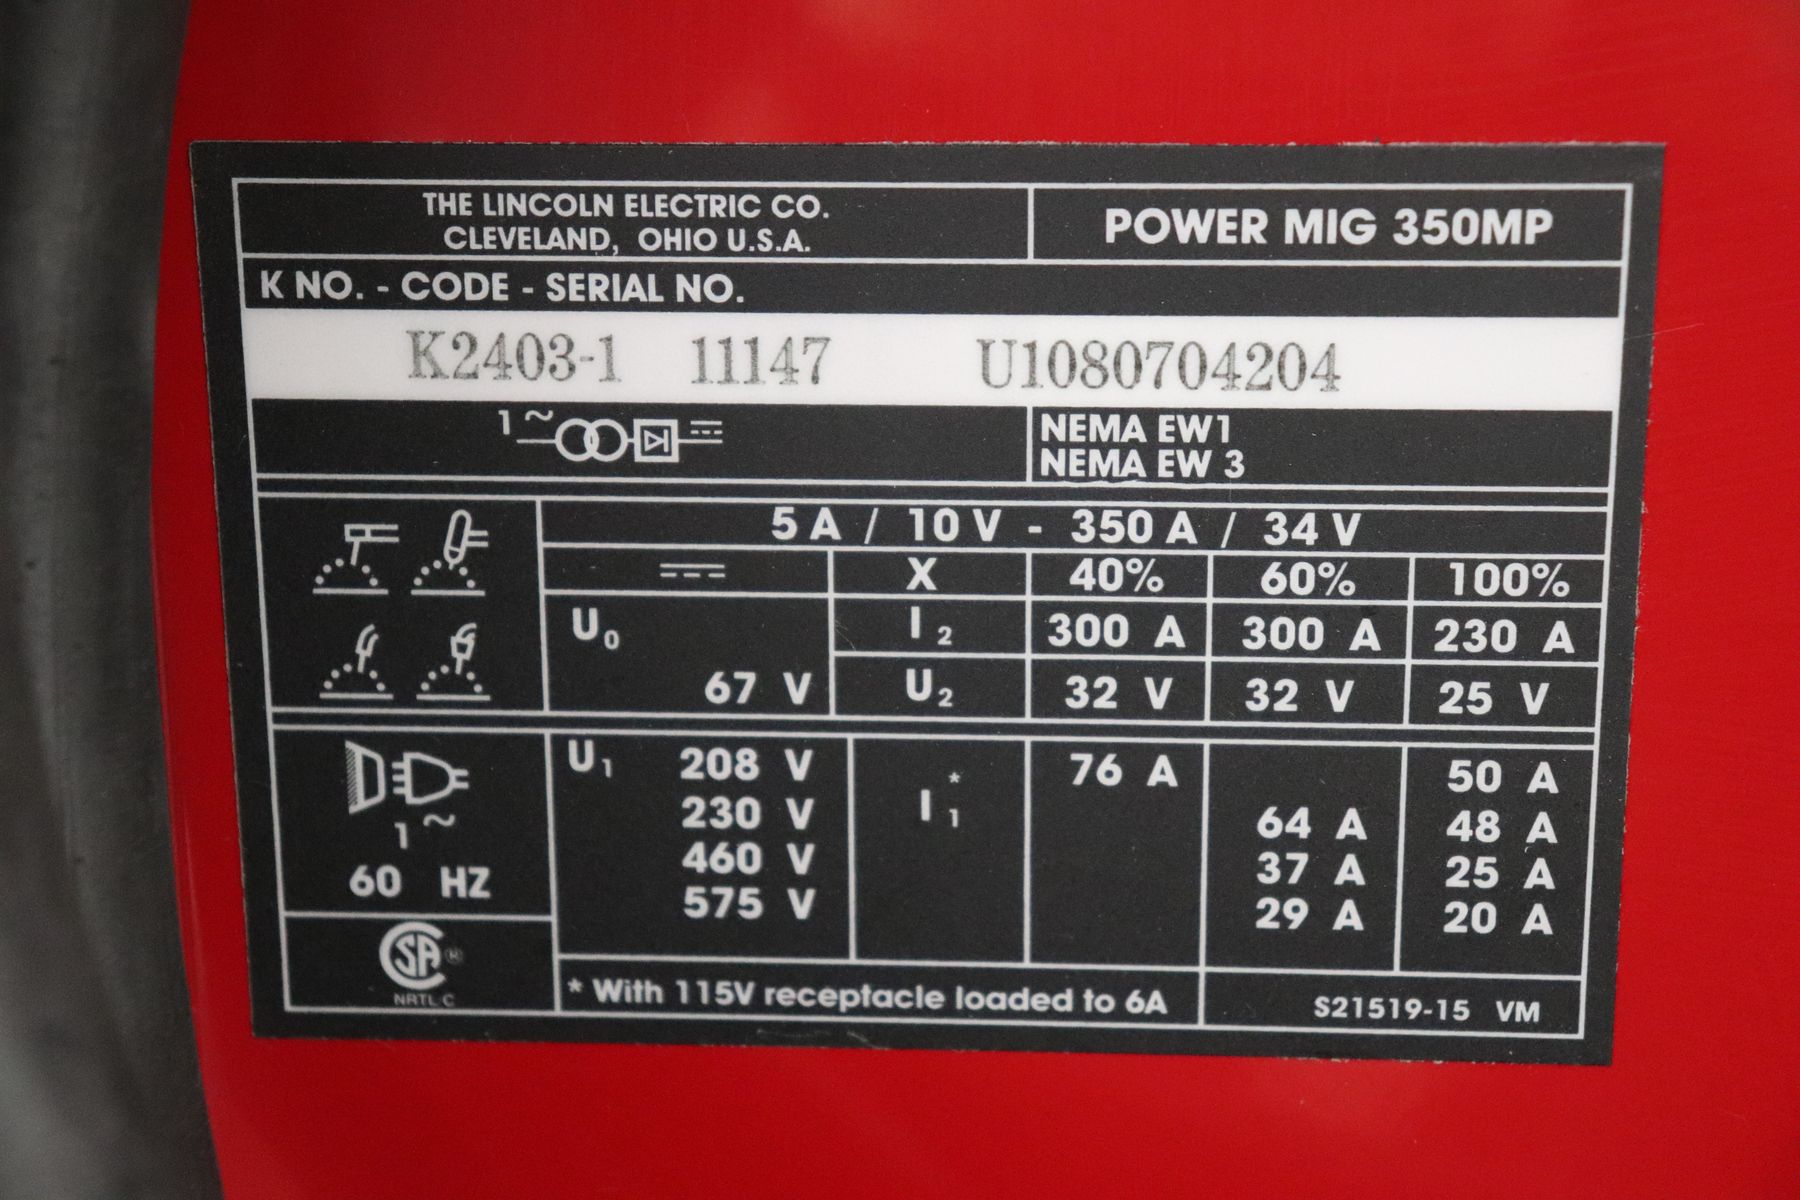 THE LINCOLN ELECTRIC CO.
CLEVELAND, OHIO U.S.A.
POWER MIG 350MP
K NO. - CODE - SERIAL NO.
K2403-1 11147 U1080704204
1 ~
NEMA EW1
NEMA EW 3
5 A / 10 V - 350 A / 34 V
X 40% 60% 100%
U0 67 V
I2 300 A 300 A 230 A
U2 32 V 32 V 25 V
1 ~
60 HZ
U1 208 V I1* 76 A 50 A
230 V 64 A 48 A
460 V 37 A 25 A
575 V 29 A 20 A
CSA ®
NRTL C
* With 115V receptacle loaded to 6A
S21519-15 VM